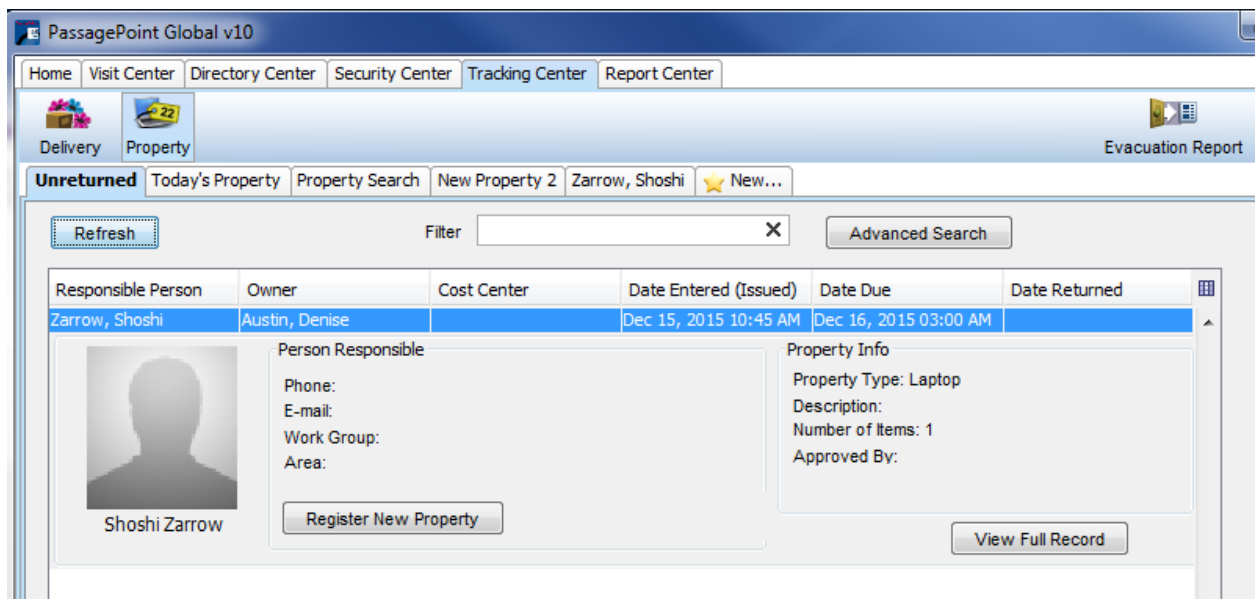 PassagePoint Global v10
Home Visit Center Directory Center Security Center Tracking Center Report Center
22
Delivery Property Evacuation Report
Unreturned Today's Property Property Search New Property 2 Zarrow, Shoshi New...
Refresh Filter Advanced Search
Responsible Person Owner Cost Center Date Entered (Issued) Date Due Date Returned
Zarrow, Shoshi Austin, Denise Dec 15, 2015 10:45 AM Dec 16, 2015 03:00 AM
Person Responsible Property Info
Phone: Property Type: Laptop
E-mail: Description:
Work Group: Number of Items: 1
Area: Approved By:
Shoshi Zarrow Register New Property
View Full Record